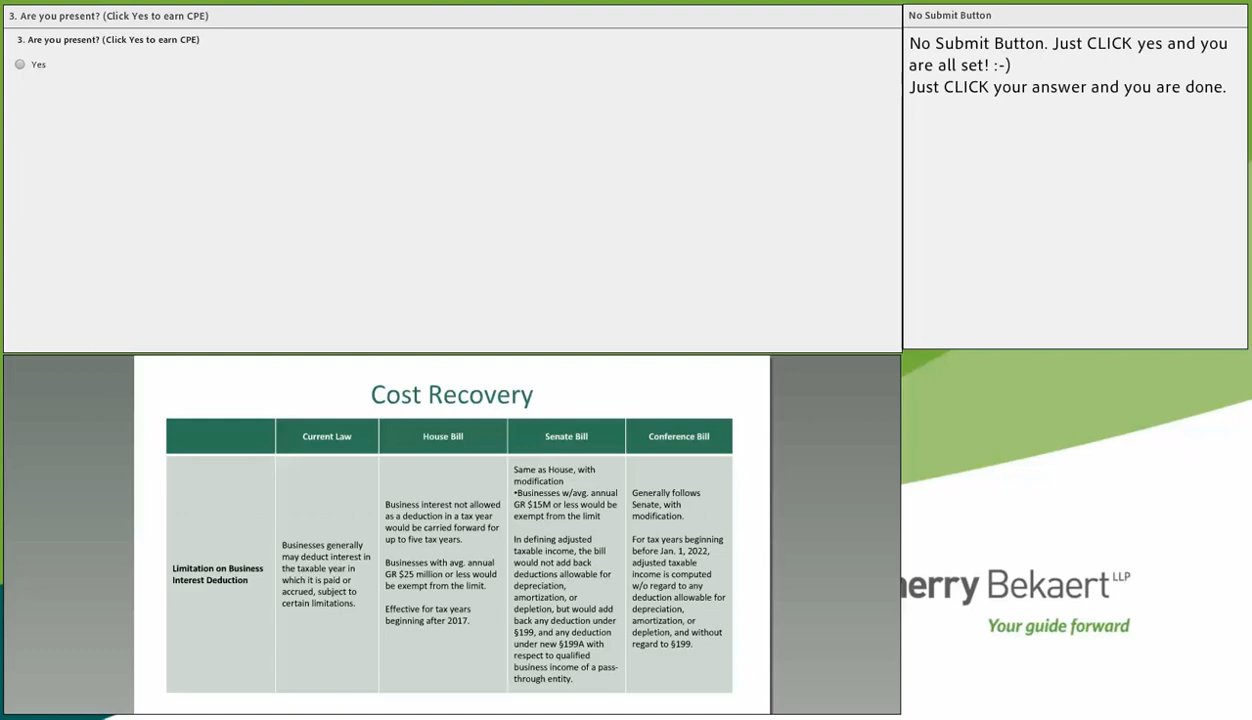 3. Are you present? (Click Yes to earn CPE)
3. Are you present? (Click Yes to earn CPE)
Yes
No Submit Button
No Submit Button. Just CLICK yes and you
are all set! :-)
Just CLICK your answer and you are done.
Cost Recovery
Current Law
House Bill
Senate Bill
Conference Bill
Limitation on Business
Interest Deduction
Businesses generally
may deduct interest in
the taxable year in
which it is paid or
accrued, subject to
certain limitations.
Business interest not allowed
as a deduction in a tax year
would be carried forward for
up to five tax years.
Businesses with avg. annual
GR $25 million or less would
be exempt from the limit.
Effective for tax years
beginning after 2017.
Same as House, with
modification
•Businesses w/avg. annual
GR $15M or less would be
exempt from the limit
In defining adjusted
taxable income, the bill
would not add back
deductions allowable for
depreciation,
amortization, or
depletion, but would add
back any deduction under
§199, and any deduction
under new §199A with
respect to qualified
business income of a pass-
through entity.
Generally follows
Senate, with
modification.
For tax years beginning
before Jan. 1, 2022,
adjusted taxable
income is computed
w/o regard to any
deduction allowable for
depreciation,
amortization, or
depletion, and without
regard to §199.
herry Bekaert LLP
Your guide forward